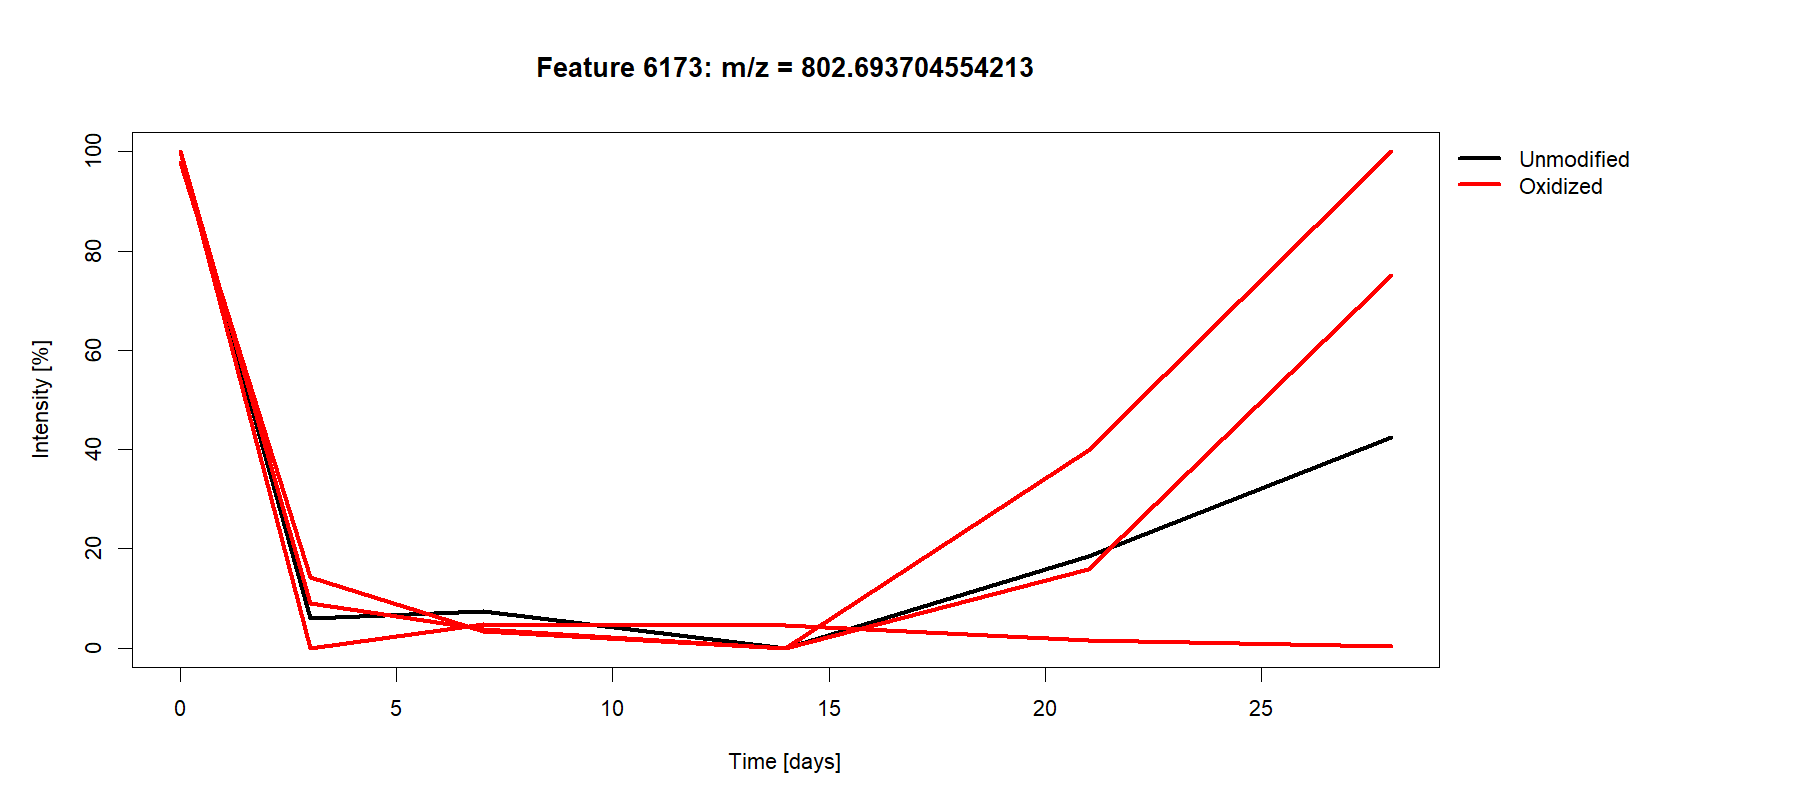 Feature 6173: m/z = 802.693704554213
Unmodified
Oxidized
Intensity [%]
100
80
60
40
20
0
0 5 10 15 20 25
Time [days]